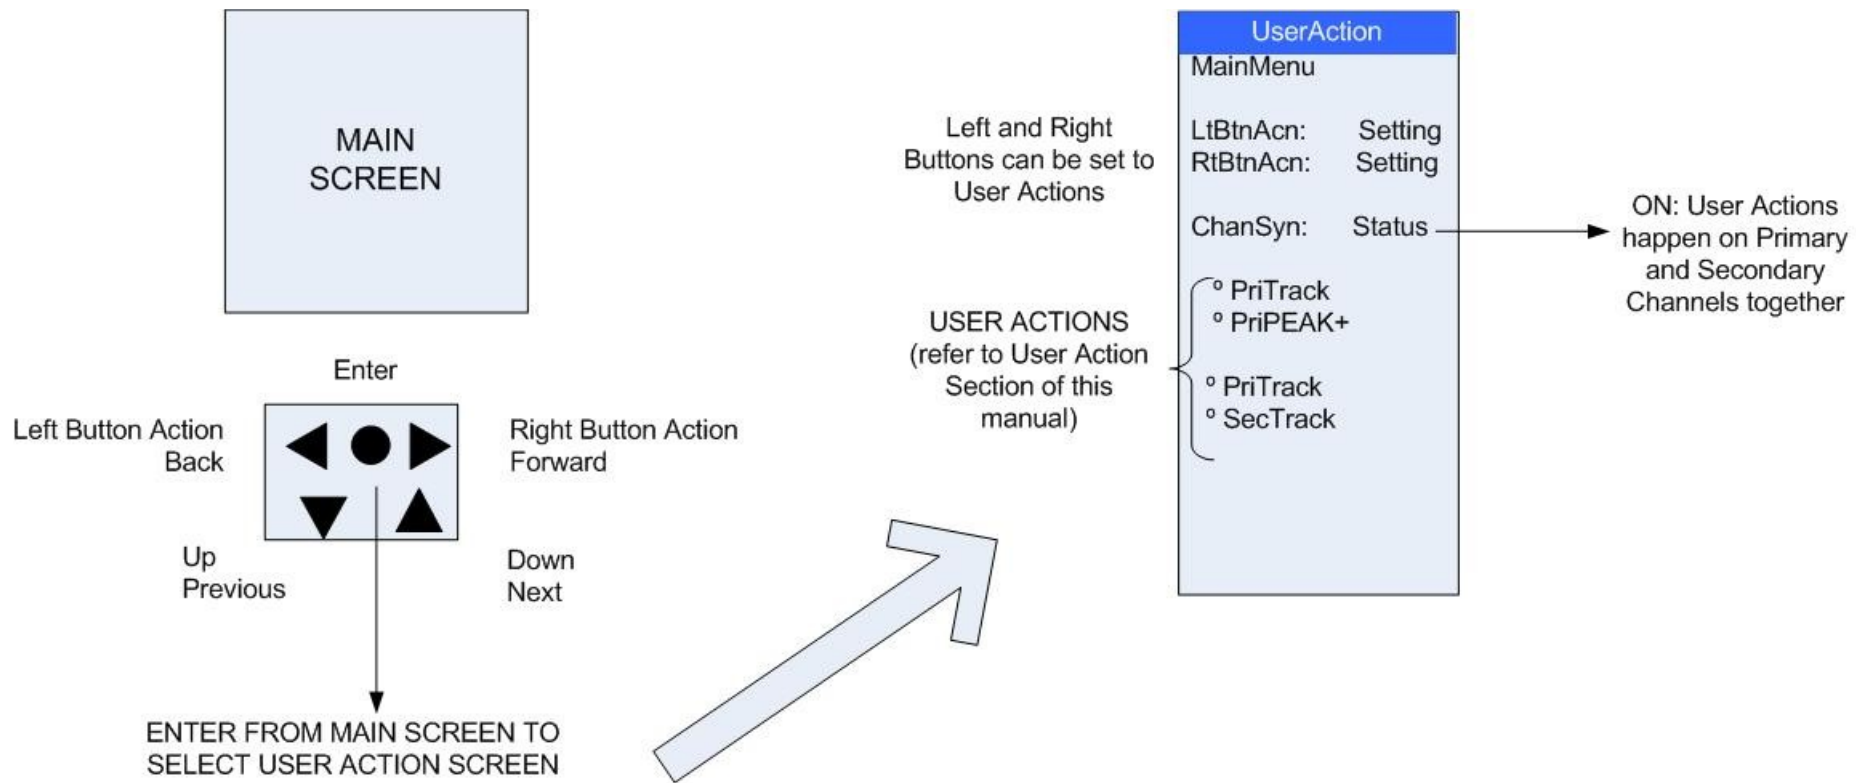 MAIN
SCREEN
Enter
Left Button Action
Back
Right Button Action
Forward
Up
Previous
Down
Next
ENTER FROM MAIN SCREEN TO
SELECT USER ACTION SCREEN
Left and Right
Buttons can be set to
User Actions
USER ACTIONS
(refer to User Action
Section of this
manual)
UserAction
MainMenu
LtBtnAcn: Setting
RtBtnAcn: Setting
ChanSyn: Status
º PriTrack
º PriPEAK+
º PriTrack
º SecTrack
ON: User Actions
happen on Primary
and Secondary
Channels together